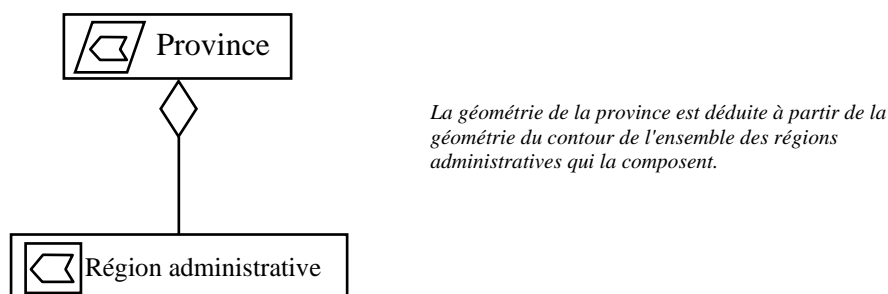 Province
La géométrie de la province est déduite à partir de la
géométrie du contour de l'ensemble des régions
administratives qui la composent.
Région administrative